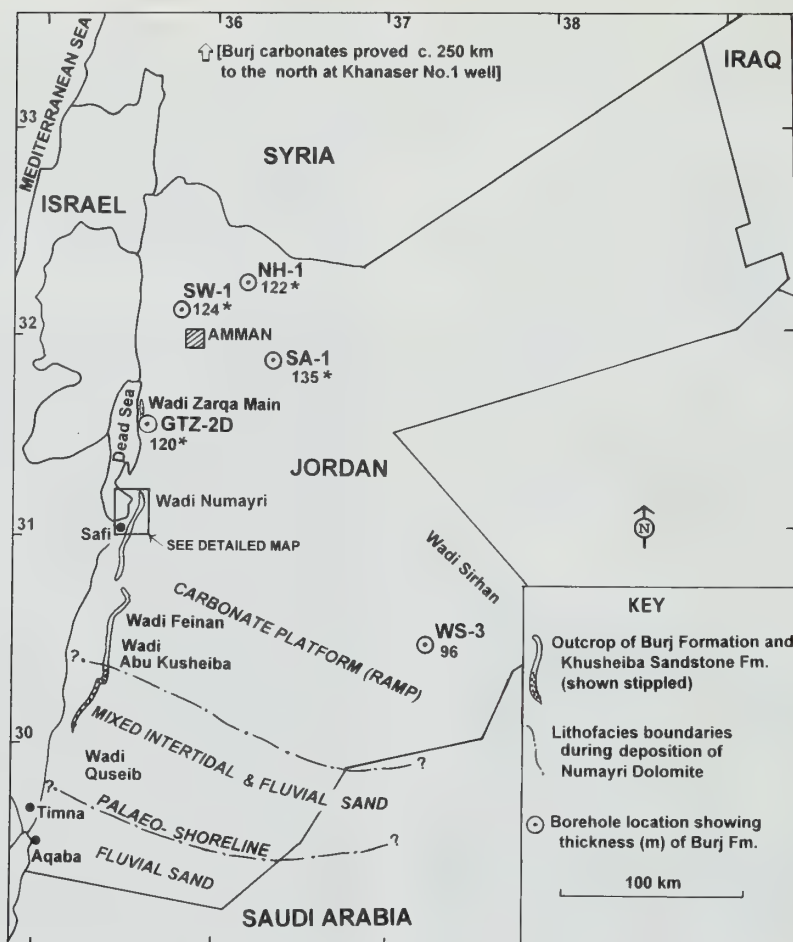 36
37
38
⇧ [Burj carbonates proved c. 250 km
to the north at Khanaser No.1 well]
IRAQ
MEDITERRANEAN SEA
33
SYRIA
ISRAEL
NH-1
122*
SW-1
124*
32
AMMAN
SA-1
135*
Wadi Zarqa Main
GTZ-2D
120*
Dead Sea
JORDAN
Wadi Numayri
31
Safi
SEE DETAILED MAP
N
Wadi Sirhan
CARBONATE PLATFORM (RAMP)
Wadi Feinan
WS-3
96
Wadi
Abu Kusheiba
?
MIXED INTERTIDAL & FLUVIAL SAND
30
?
Wadi
Quseib
?
Timna
PALAEO-SHORELINE
?
Aqaba
FLUVIAL SAND
SAUDI ARABIA
KEY
Outcrop of Burj Formation and
Khusheiba Sandstone Fm.
(shown stippled)
Lithofacies boundaries
during deposition of
Numayri Dolomite
Borehole location showing
thickness (m) of Burj Fm.
100 km